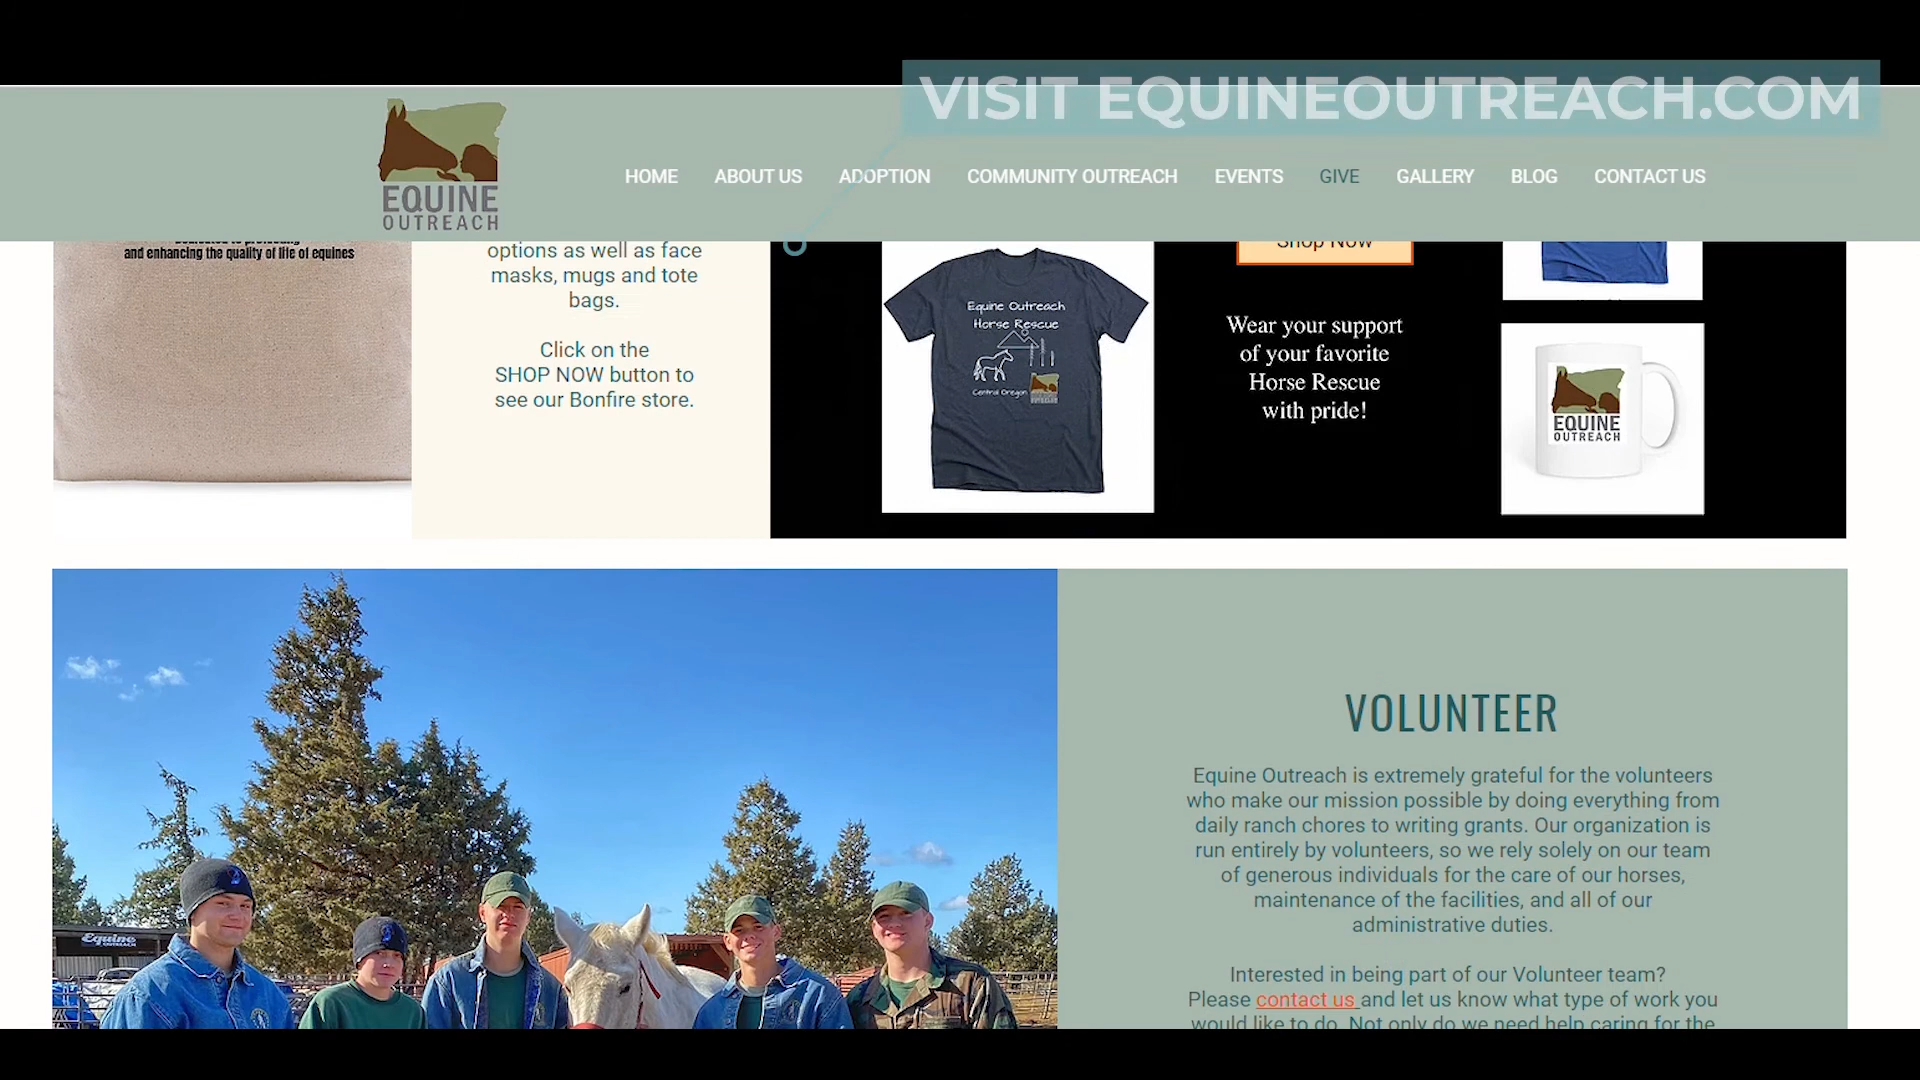 VISIT EQUINEOUTREACH.COM
EQUINE
OUTREACH
HOME ABOUT US ADOPTION COMMUNITY OUTREACH EVENTS GIVE GALLERY BLOG CONTACT US
and enhancing the quality of life of equines
options as well as face
masks, mugs and tote
bags.
Click on the
SHOP NOW button to
see our Bonfire store.
Equine Outreach
Horse Rescue
Central Oregon
Shop Now
Wear your support
of your favorite
Horse Rescue
with pride!
EQUINE
OUTREACH
Equine
OUTREACH
VOLUNTEER
Equine Outreach is extremely grateful for the volunteers
who make our mission possible by doing everything from
daily ranch chores to writing grants. Our organization is
run entirely by volunteers, so we rely solely on our team
of generous individuals for the care of our horses,
maintenance of the facilities, and all of our
administrative duties.
Interested in being part of our Volunteer team?
Please contact us and let us know what type of work you
would like to do. Not only do we need help caring for the